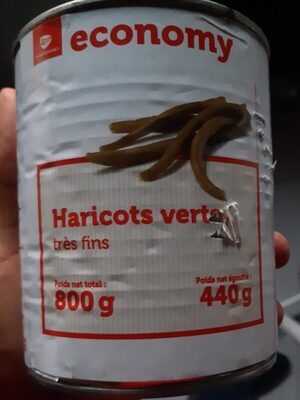 economy
Haricots verts
très fins
Poids net total :
800 g
Poids net égoutté :
440 g